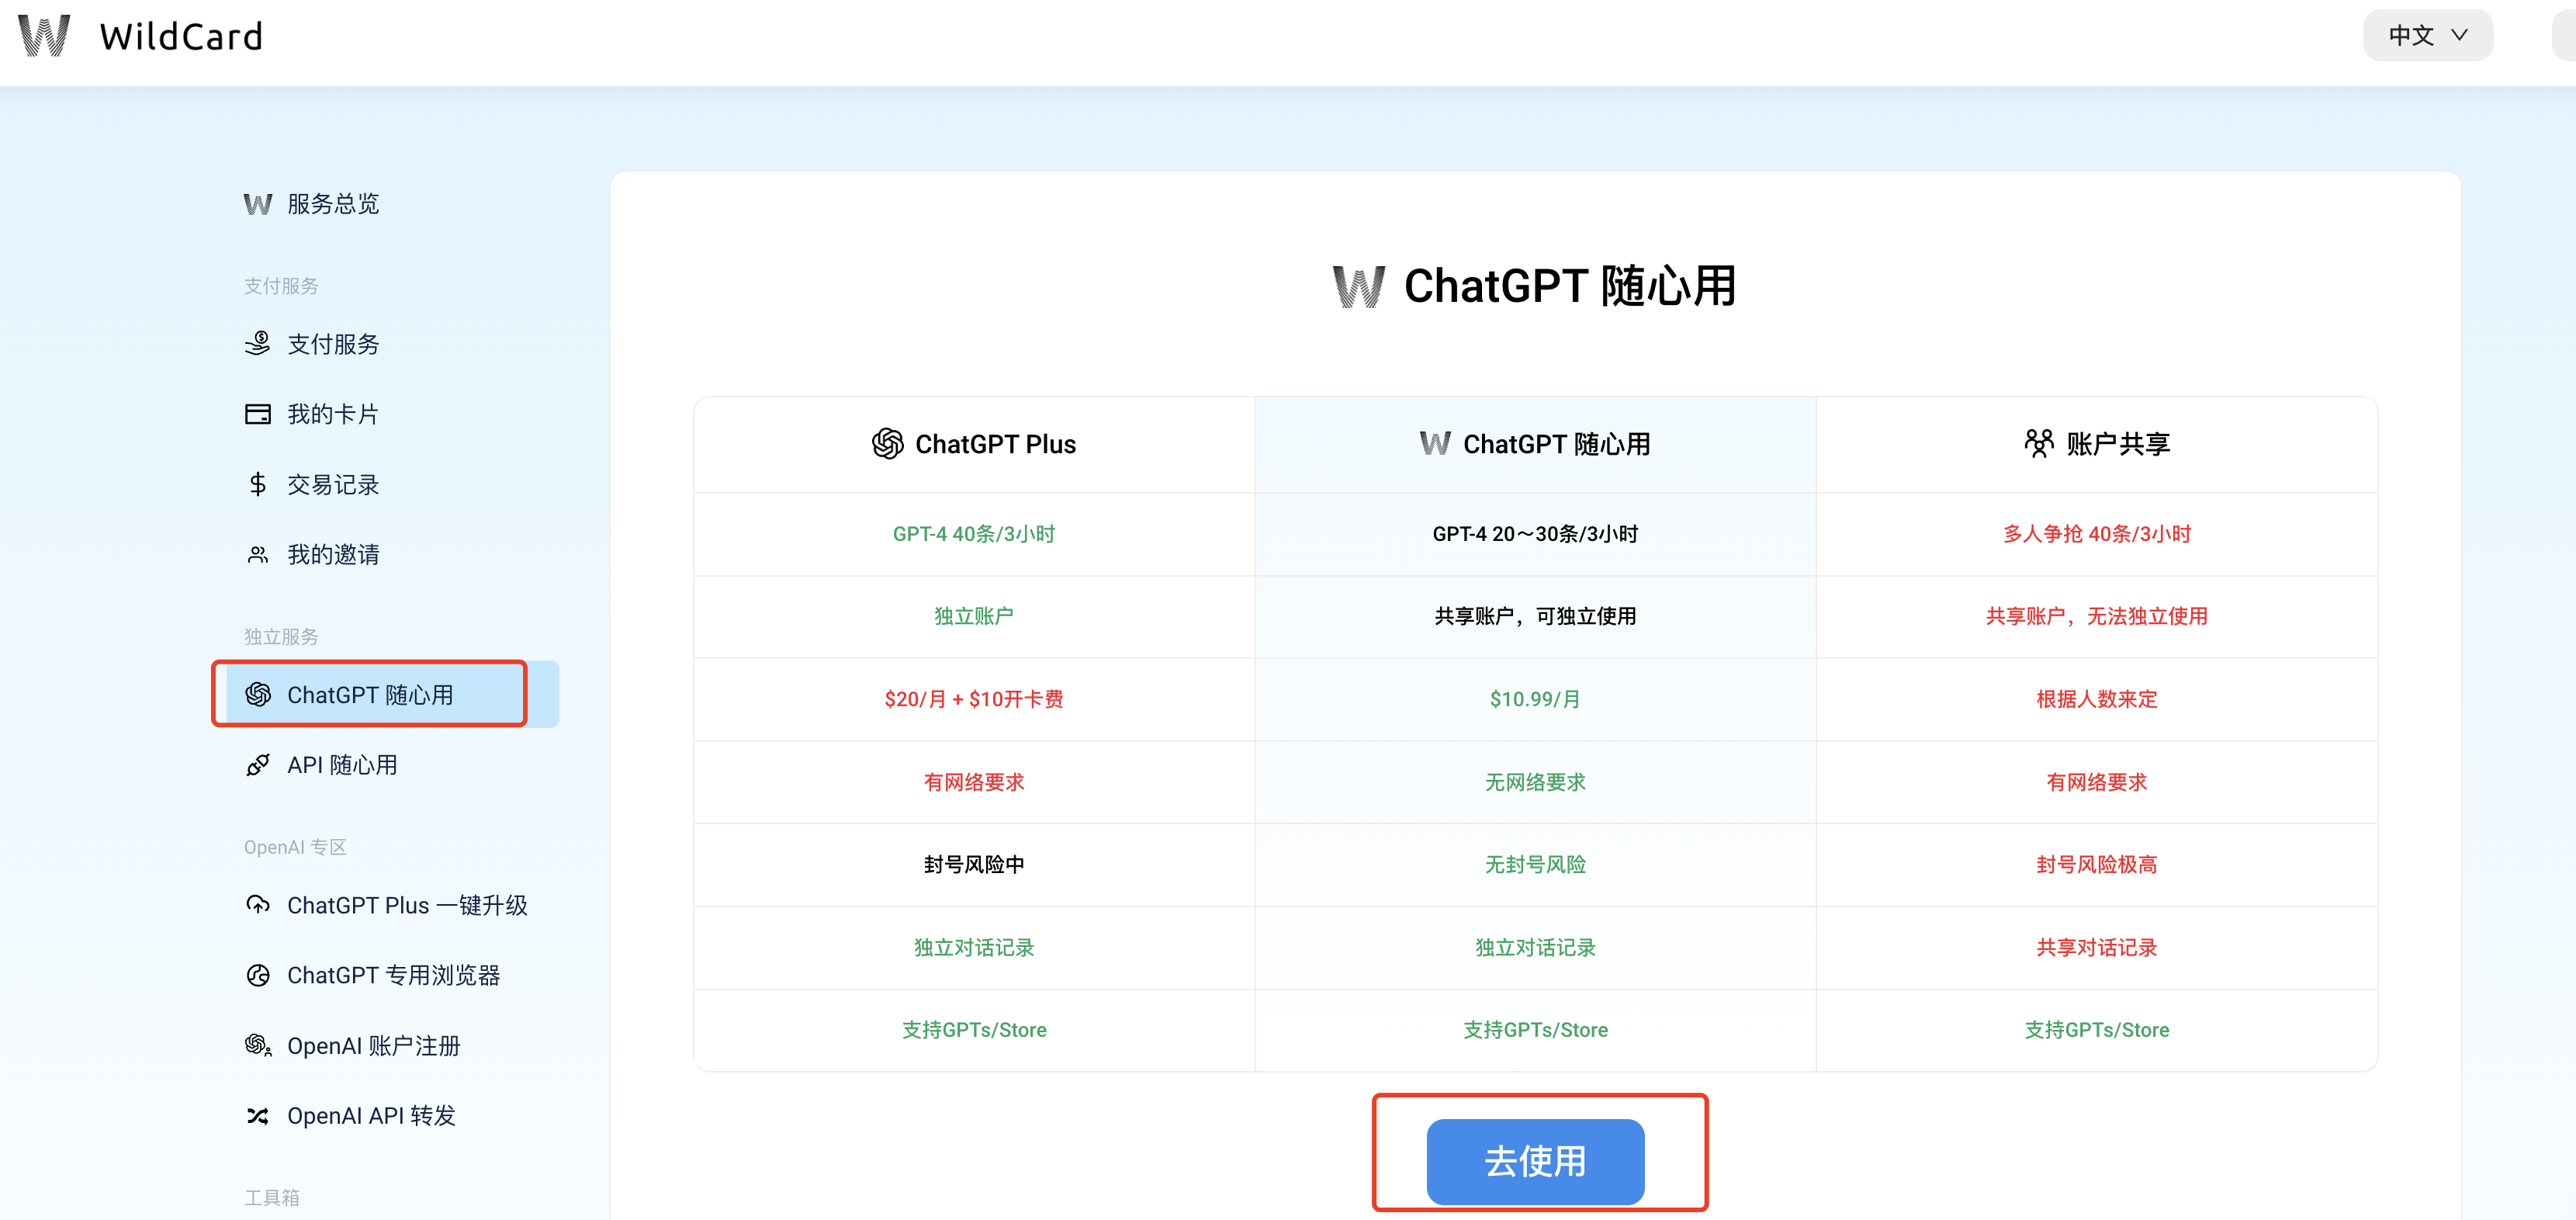 WildCard
中文
服务总览
支付服务
支付服务
我的卡片
交易记录
我的邀请
独立服务
ChatGPT 随心用
API 随心用
OpenAI 专区
ChatGPT Plus 一键升级
ChatGPT 专用浏览器
OpenAI 账户注册
OpenAI API 转发
工具箱
ChatGPT 随心用
ChatGPT Plus
ChatGPT 随心用
账户共享
GPT-4 40条/3小时
GPT-4 20～30条/3小时
多人争抢 40条/3小时
独立账户
共享账户，可独立使用
共享账户，无法独立使用
$20/月 + $10开卡费
$10.99/月
根据人数来定
有网络要求
无网络要求
有网络要求
封号风险中
无封号风险
封号风险极高
独立对话记录
独立对话记录
共享对话记录
支持GPTs/Store
支持GPTs/Store
支持GPTs/Store
去使用